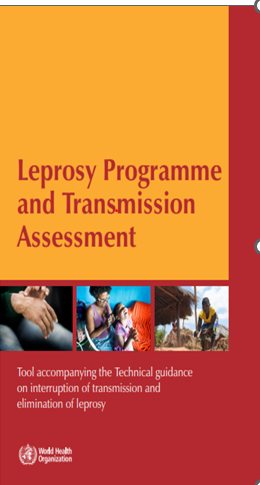 Leprosy Programme
and Transmission
Assessment
Tool accompanying the Technical guidance
on interruption of transmission and
elimination of leprosy
World Health
Organization